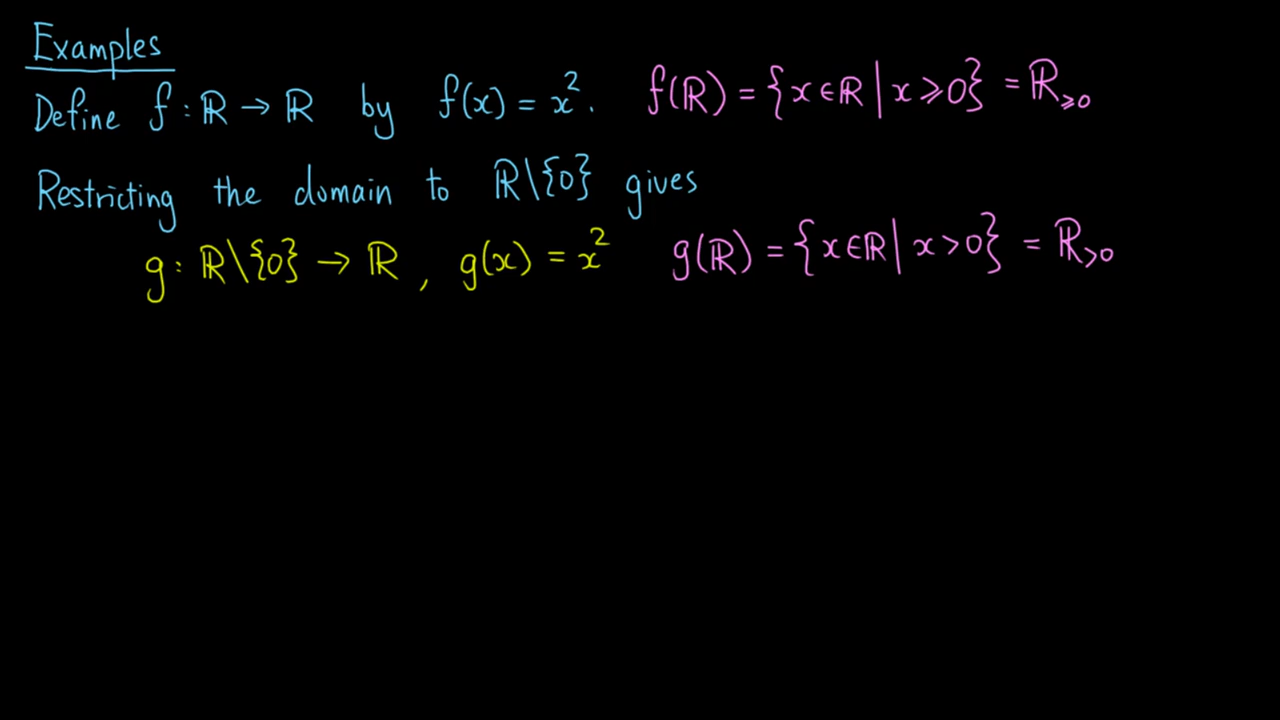 Examples
Define f : ℝ → ℝ by f(x) = x². f(ℝ) = {x∈ℝ | x ⩾ 0} = ℝ⩾0
Restricting the domain to ℝ\{0} gives
g : ℝ\{0} → ℝ , g(x) = x² g(ℝ) = {x∈ℝ | x > 0} = ℝ>0